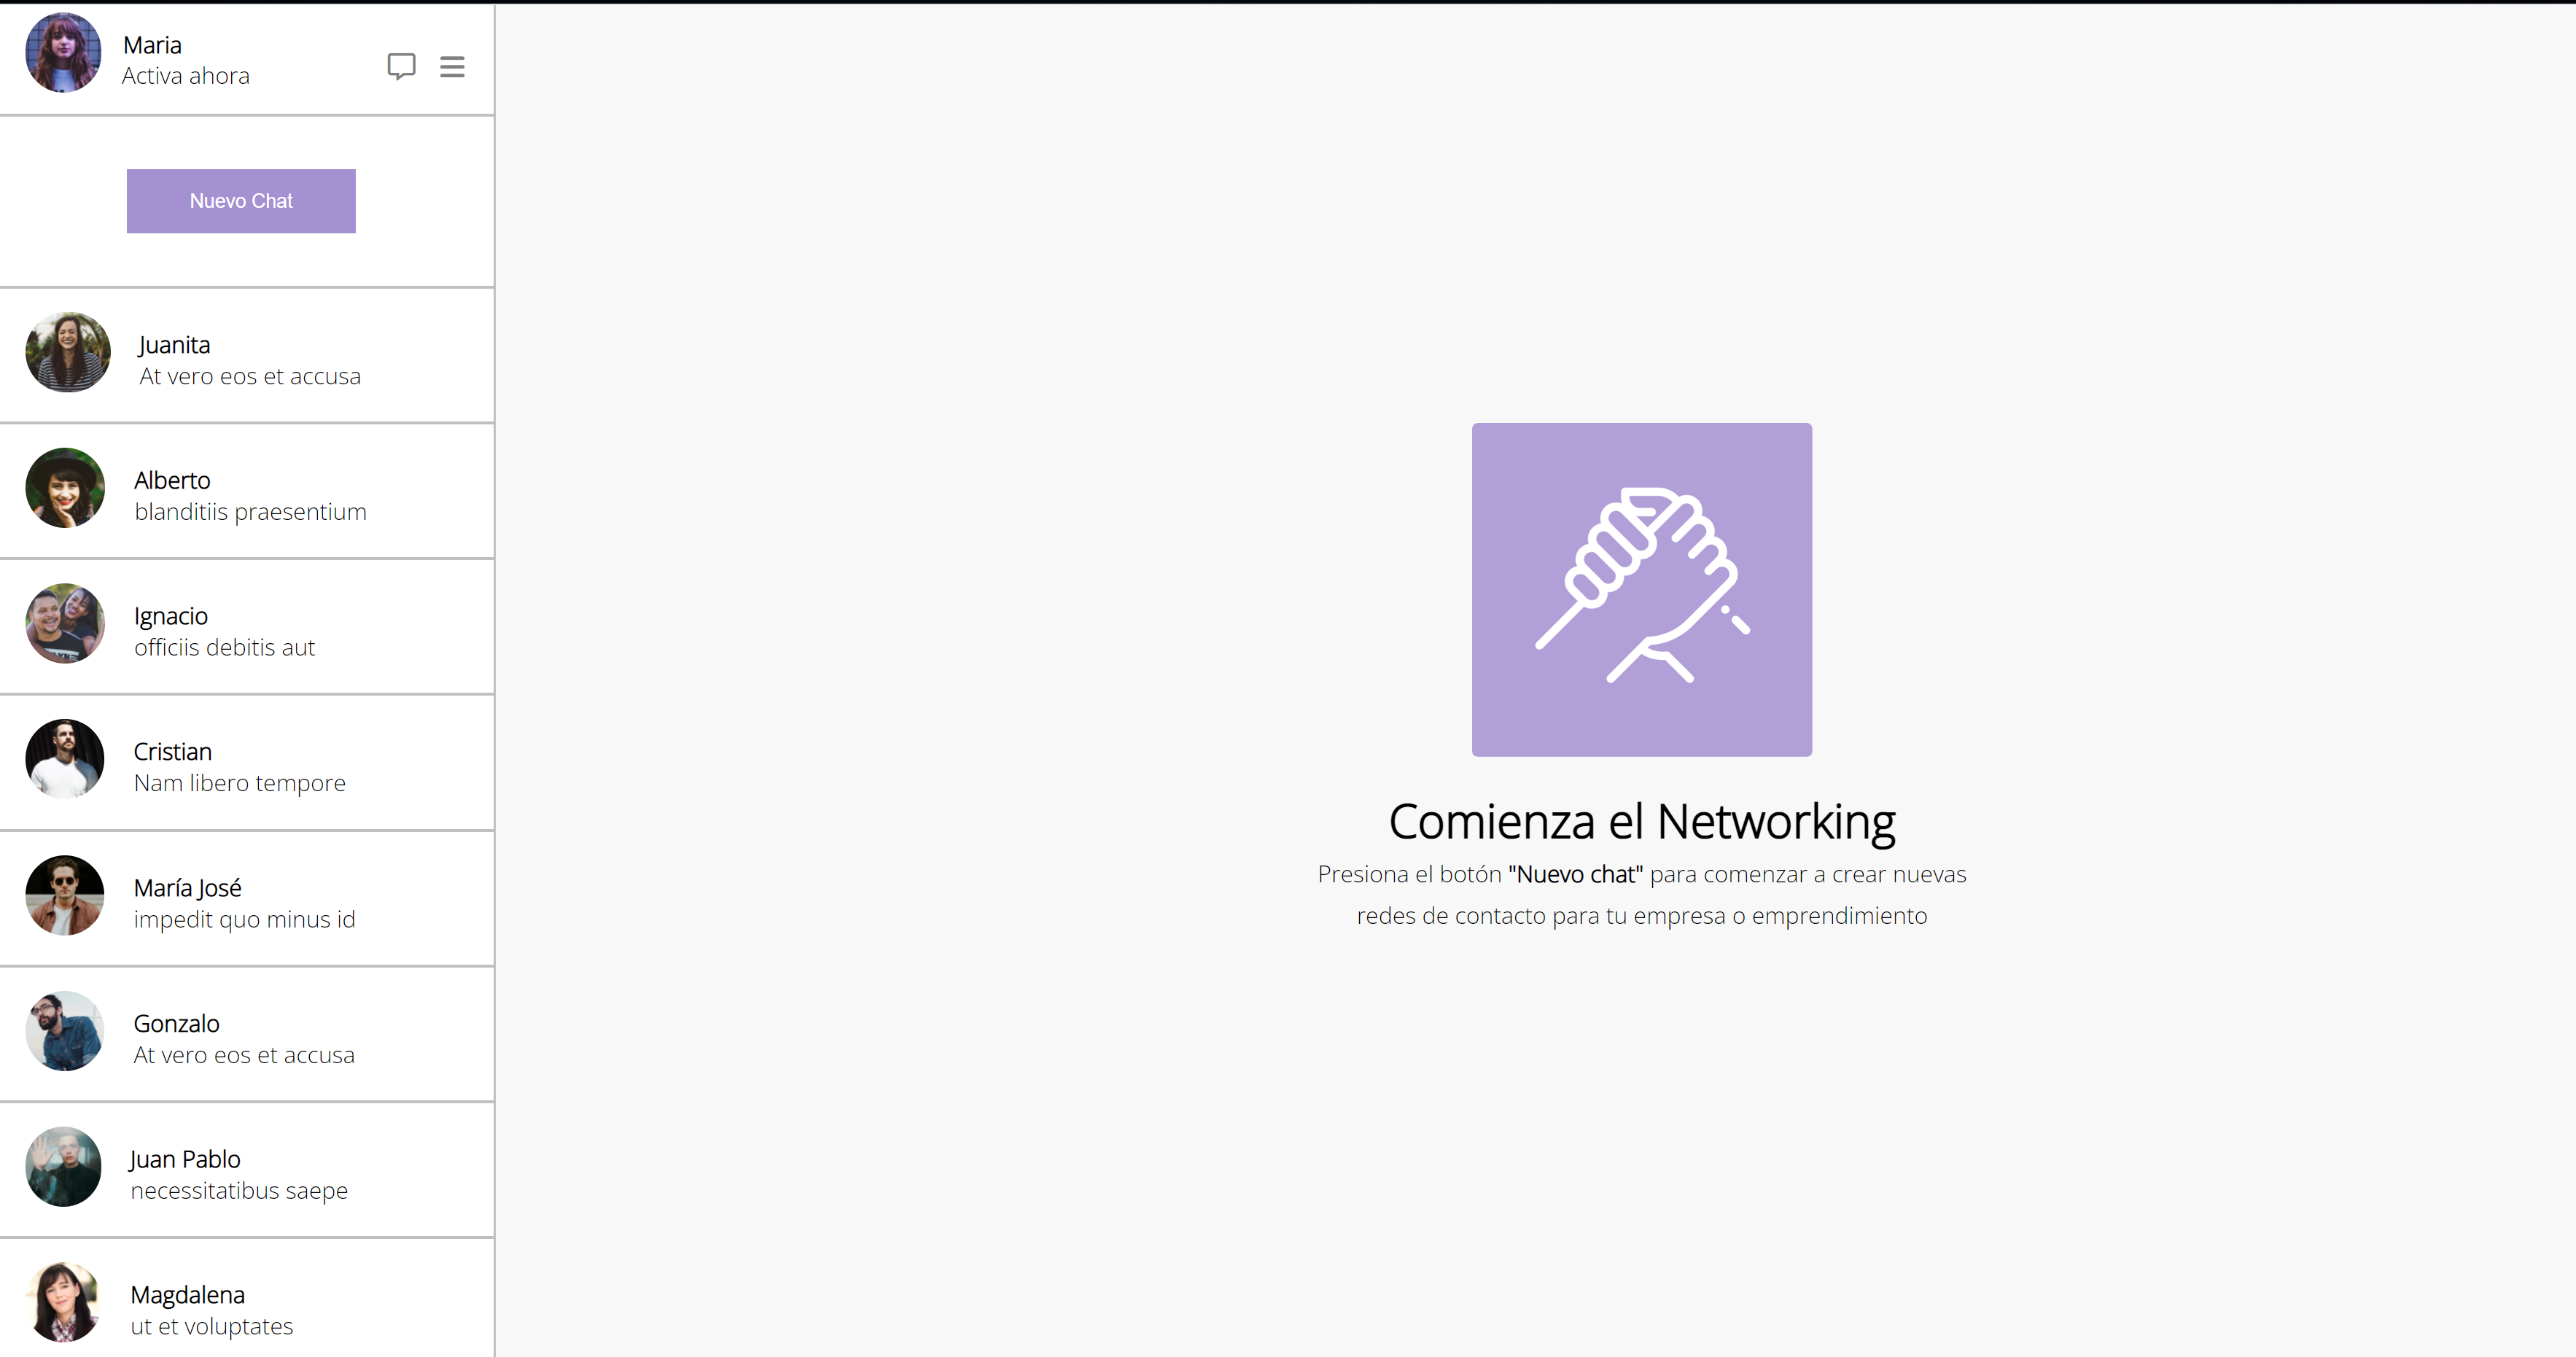 Maria
Activa ahora
Nuevo Chat
Juanita
At vero eos et accusa
Alberto
blanditiis praesentium
Ignacio
officiis debitis aut
Cristian
Nam libero tempore
María José
impedit quo minus id
Gonzalo
At vero eos et accusa
Juan Pablo
necessitatibus saepe
Magdalena
ut et voluptates
Comienza el Networking
Presiona el botón "Nuevo chat" para comenzar a crear nuevas
redes de contacto para tu empresa o emprendimiento